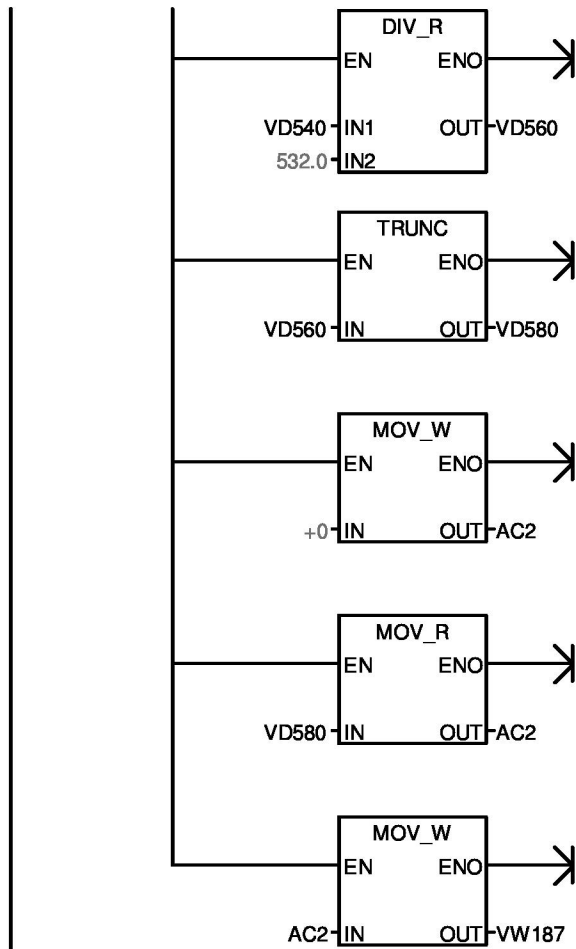 DIV_R
EN ENO
VD540 IN1 OUT VD560
532.0 IN2
TRUNC
EN ENO
VD560 IN OUT VD580
MOV_W
EN ENO
+0 IN OUT AC2
MOV_R
EN ENO
VD580 IN OUT AC2
MOV_W
EN ENO
AC2 IN OUT VW187